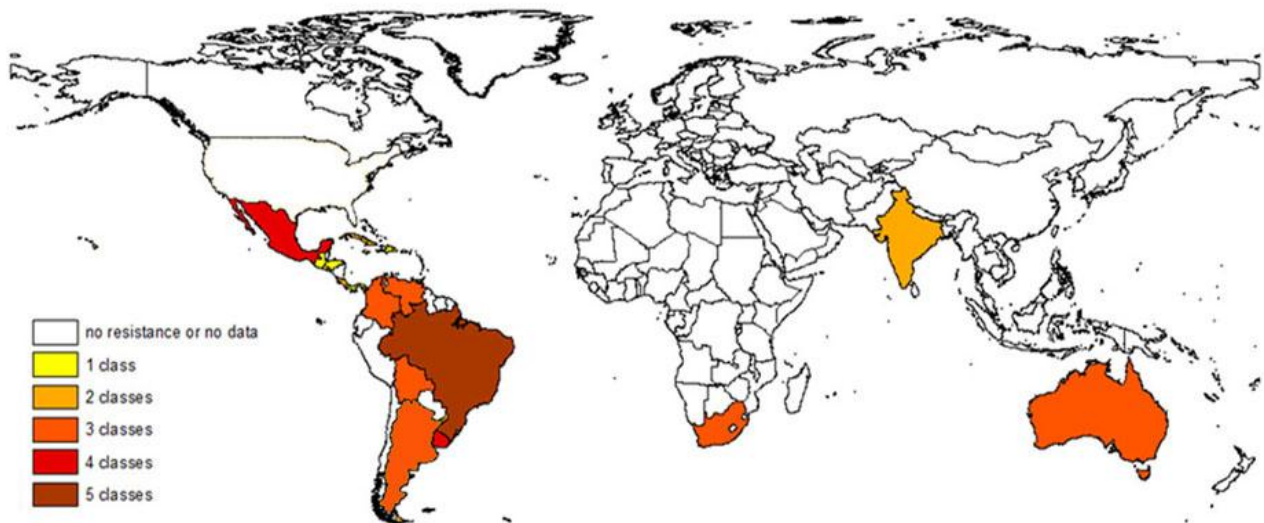 no resistance or no data
1 class
2 classes
3 classes
4 classes
5 classes